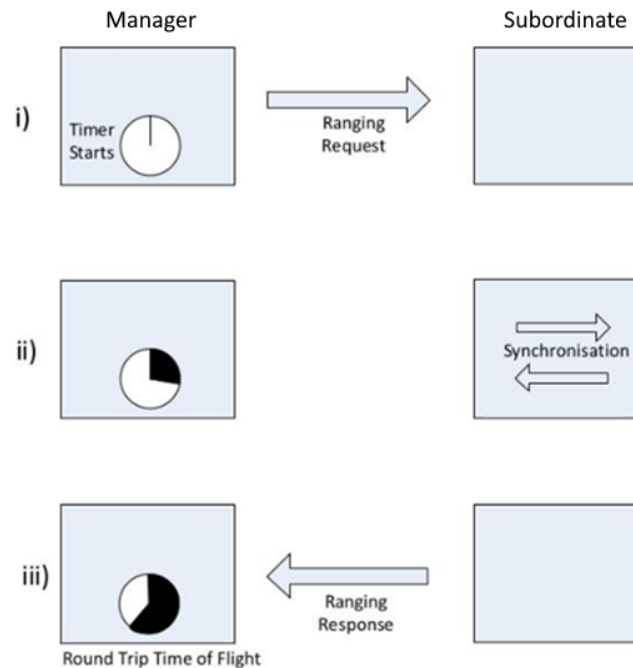 Manager Subordinate
i)
Timer
Starts
Ranging
Request
ii)
Synchronisation
iii)
Ranging
Response
Round Trip Time of Flight